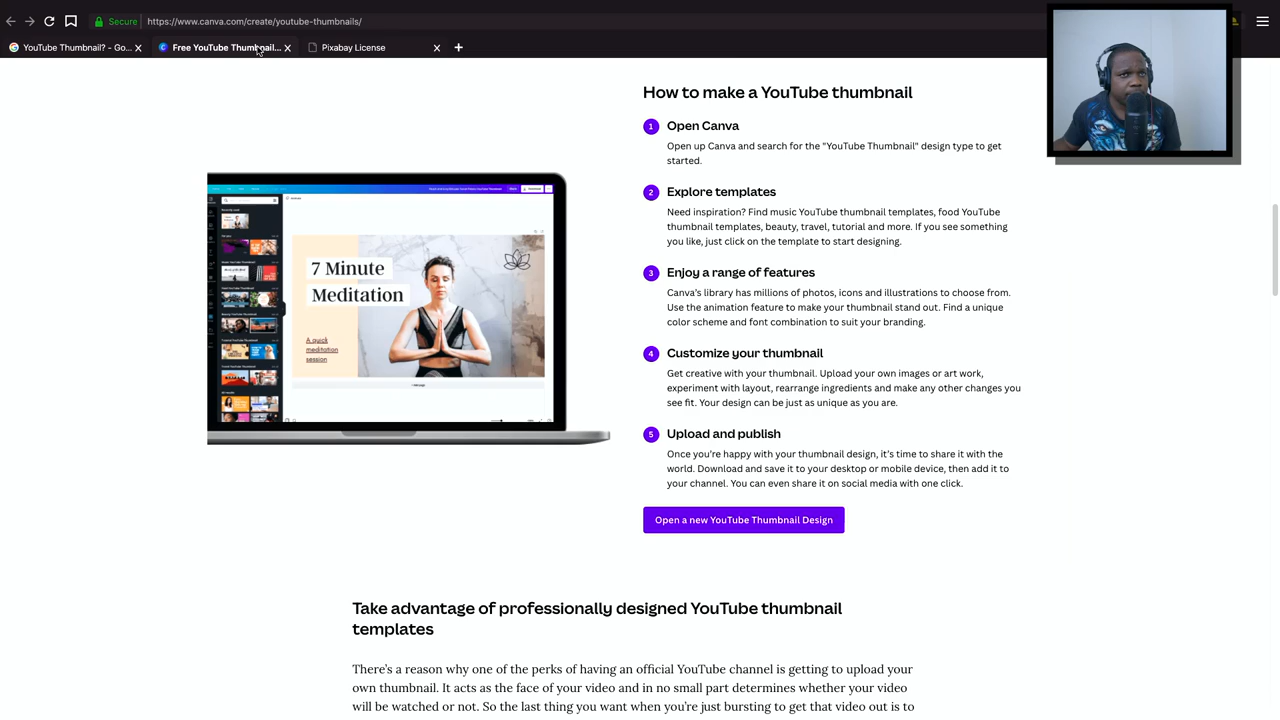 Secure
https://www.canva.com/create/youtube-thumbnails/
YouTube Thumbnail? - Go...
Free YouTube Thumbnail...
Pixabay License
How to make a YouTube thumbnail
1 Open Canva
Open up Canva and search for the "YouTube Thumbnail" design type to get
started.
2 Explore templates
Need inspiration? Find music YouTube thumbnail templates, food YouTube
thumbnail templates, beauty, travel, tutorial and more. If you see something
you like, just click on the template to start designing.
3 Enjoy a range of features
Canva's library has millions of photos, icons and illustrations to choose from.
Use the animation feature to make your thumbnail stand out. Find a unique
color scheme and font combination to suit your branding.
4 Customize your thumbnail
Get creative with your thumbnail. Upload your own images or art work,
experiment with layout, rearrange ingredients and make any other changes you
see fit. Your design can be just as unique as you are.
5 Upload and publish
Once you're happy with your thumbnail design, it's time to share it with the
world. Download and save it to your desktop or mobile device, then add it to
your channel. You can even share it on social media with one click.
Open a new YouTube Thumbnail Design
7 Minute
Meditation
A quick
meditation
session
Take advantage of professionally designed YouTube thumbnail
templates
There's a reason why one of the perks of having an official YouTube channel is getting to upload your
own thumbnail. It acts as the face of your video and in no small part determines whether your video
will be watched or not. So the last thing you want when you're just bursting to get that video out is to